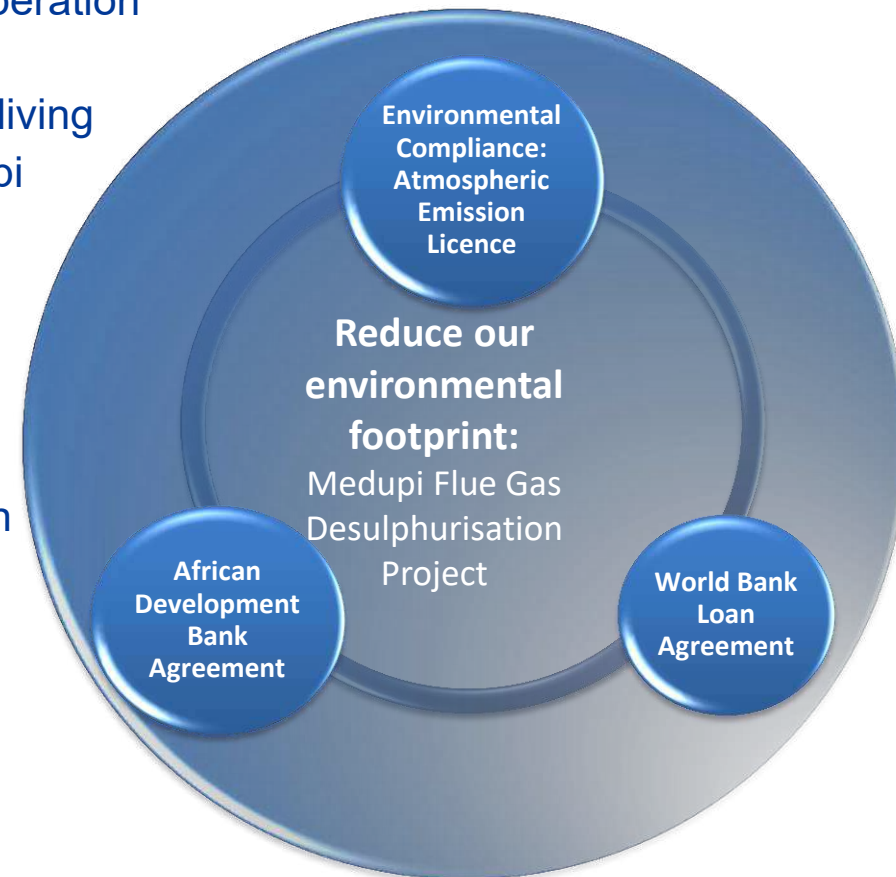 peration
living
pi
n
Environmental
Compliance:
Atmospheric
Emission
Licence
Reduce our
environmental
footprint:
Medupi Flue Gas
Desulphurisation
Project
African
Development
Bank
Agreement
World Bank
Loan
Agreement